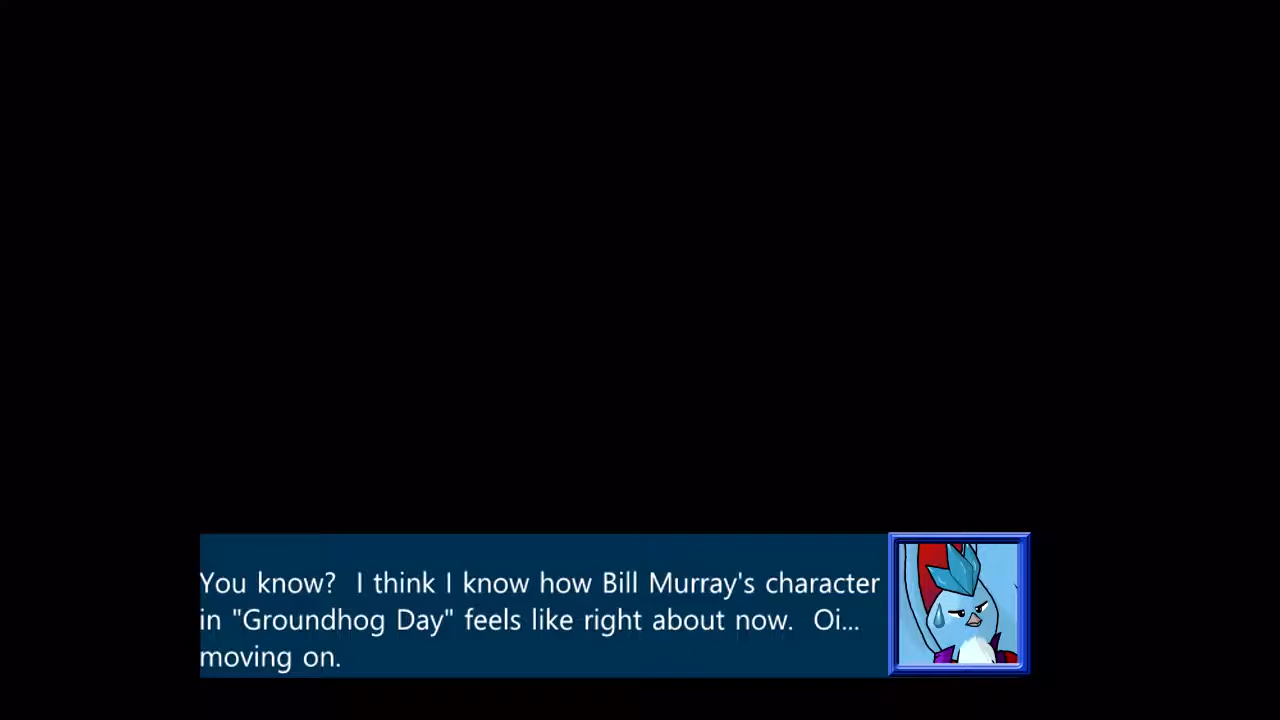 You know?  I think I know how Bill Murray's character
in "Groundhog Day" feels like right about now.  Oi...
moving on.